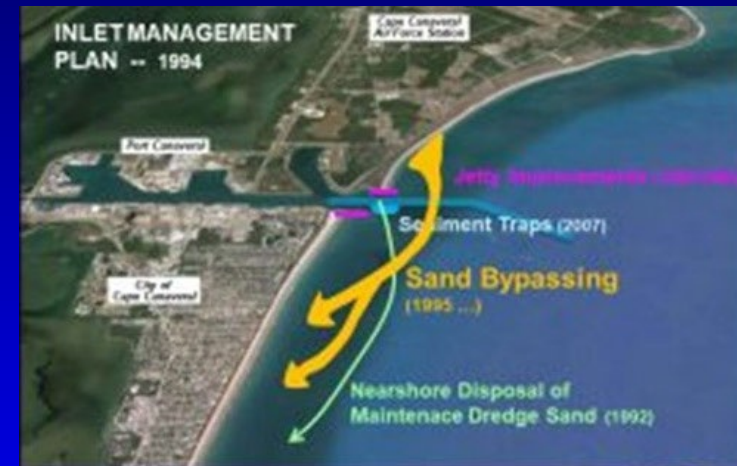 INLET MANAGEMENT
PLAN -- 1994
Cape Canaveral
Air Force Station
Port Canaveral
Jetty Improvements
Sediment Traps (2007)
City of
Cape Canaveral
Sand Bypassing
(1995 ...)
Nearshore Disposal of
Maintenace Dredge Sand (1992)